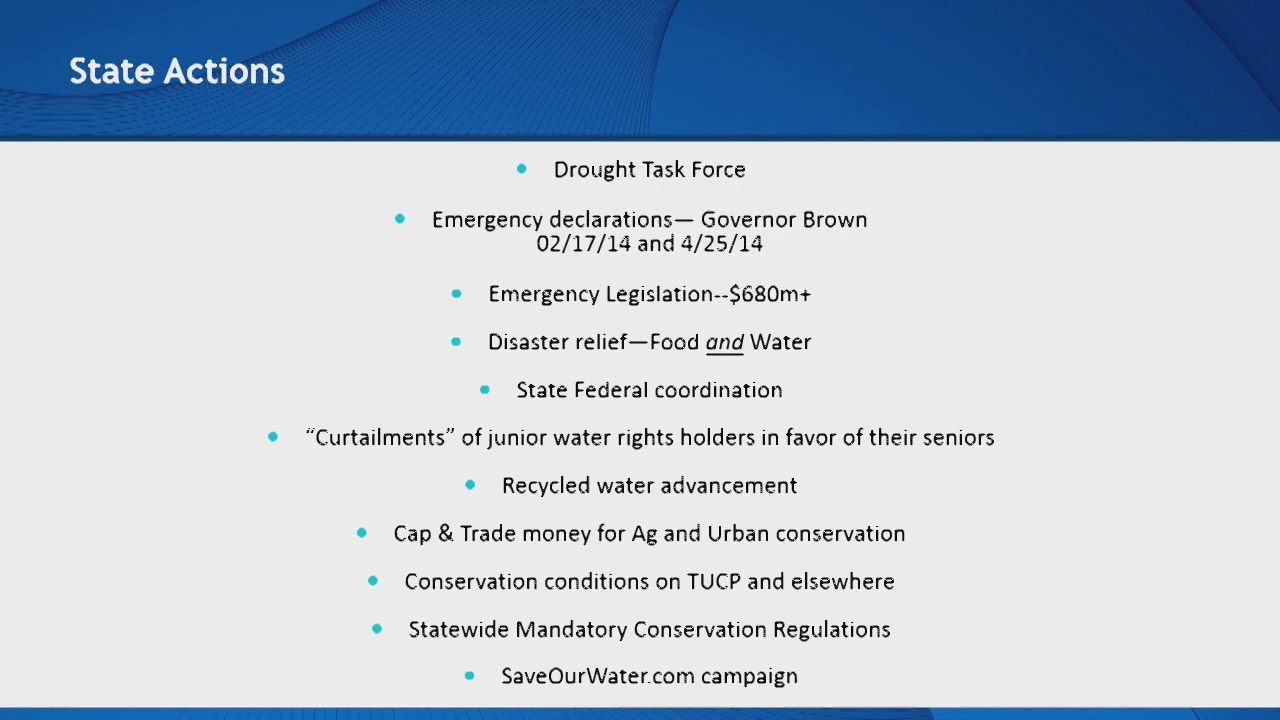 State Actions
• Drought Task Force
• Emergency declarations— Governor Brown
02/17/14 and 4/25/14
• Emergency Legislation--$680m+
• Disaster relief—Food and Water
• State Federal coordination
• “Curtailments” of junior water rights holders in favor of their seniors
• Recycled water advancement
• Cap & Trade money for Ag and Urban conservation
• Conservation conditions on TUCP and elsewhere
• Statewide Mandatory Conservation Regulations
• SaveOurWater.com campaign